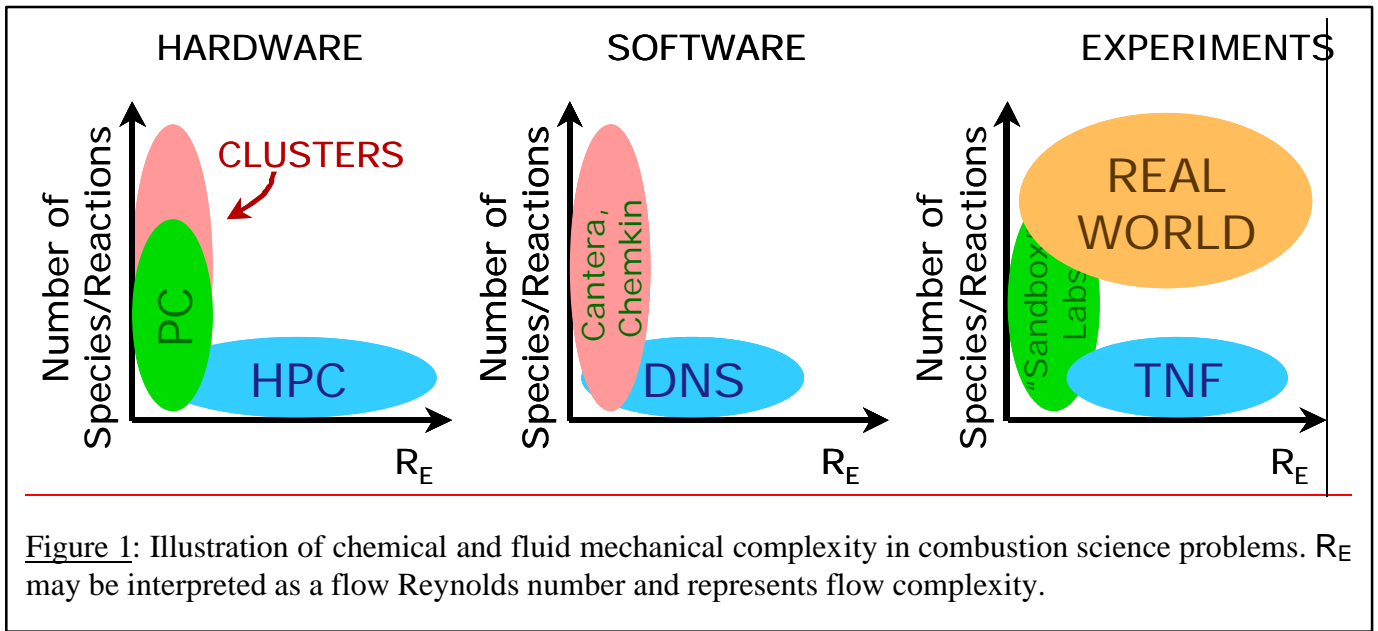 HARDWARE
Number of
Species/Reactions
CLUSTERS
PC
HPC
R_E
SOFTWARE
Number of
Species/Reactions
Cantera,
Chemkin
DNS
R_E
EXPERIMENTS
Number of
Species/Reactions
REAL
WORLD
"Sandbox"
Labs
TNF
R_E
Figure 1: Illustration of chemical and fluid mechanical complexity in combustion science problems. R_E
may be interpreted as a flow Reynolds number and represents flow complexity.